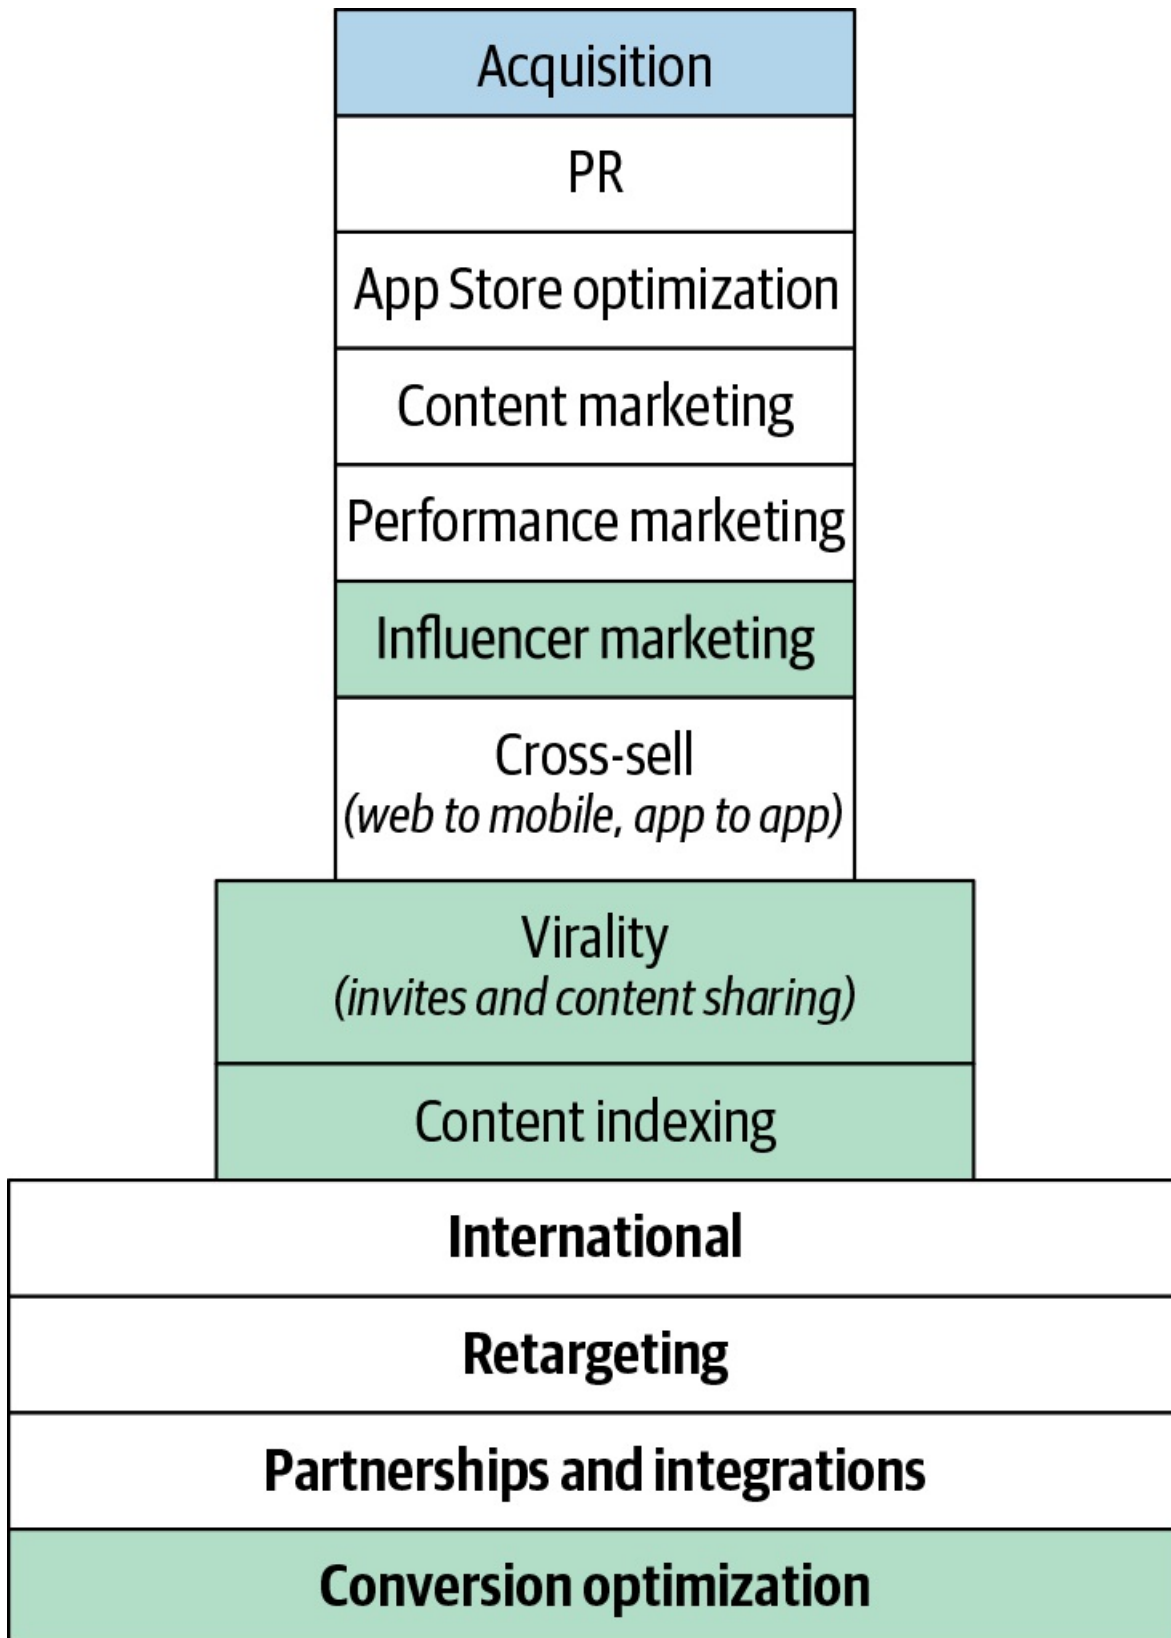 Acquisition
PR
App Store optimization
Content marketing
Performance marketing
Influencer marketing
Cross-sell
(web to mobile, app to app)
Virality
(invites and content sharing)
Content indexing
International
Retargeting
Partnerships and integrations
Conversion optimization